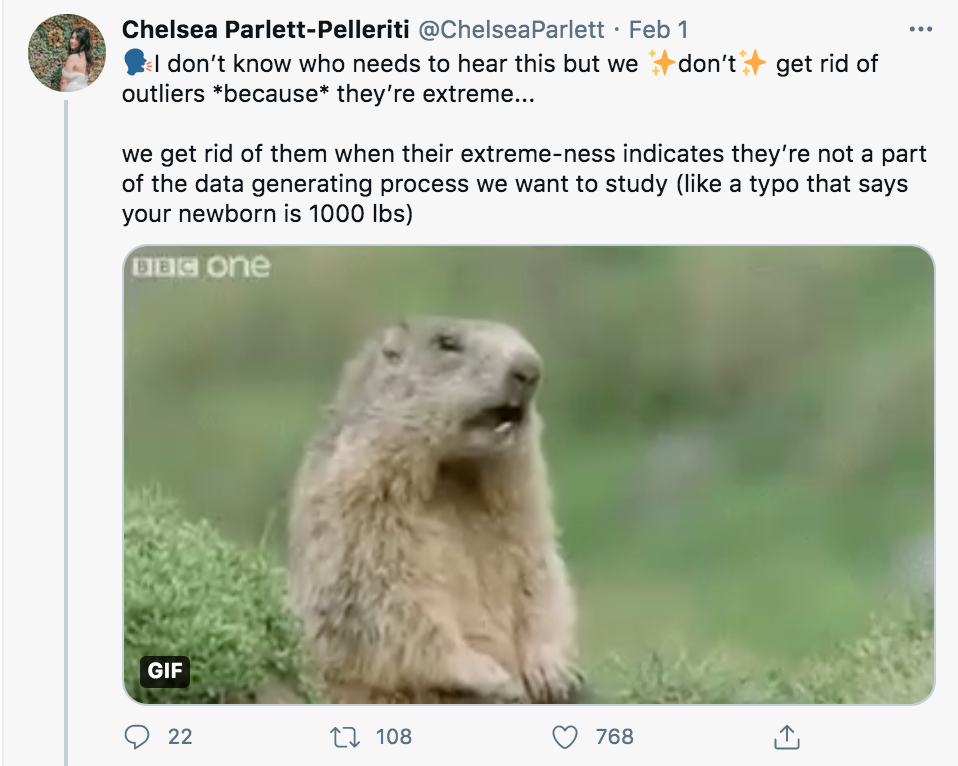 Chelsea Parlett-Pelleriti @ChelseaParlett · Feb 1
🗣️I don’t know who needs to hear this but we ✨don’t✨ get rid of
outliers *because* they’re extreme...
we get rid of them when their extreme-ness indicates they’re not a part
of the data generating process we want to study (like a typo that says
your newborn is 1000 lbs)
BBC one
GIF
22 108 768